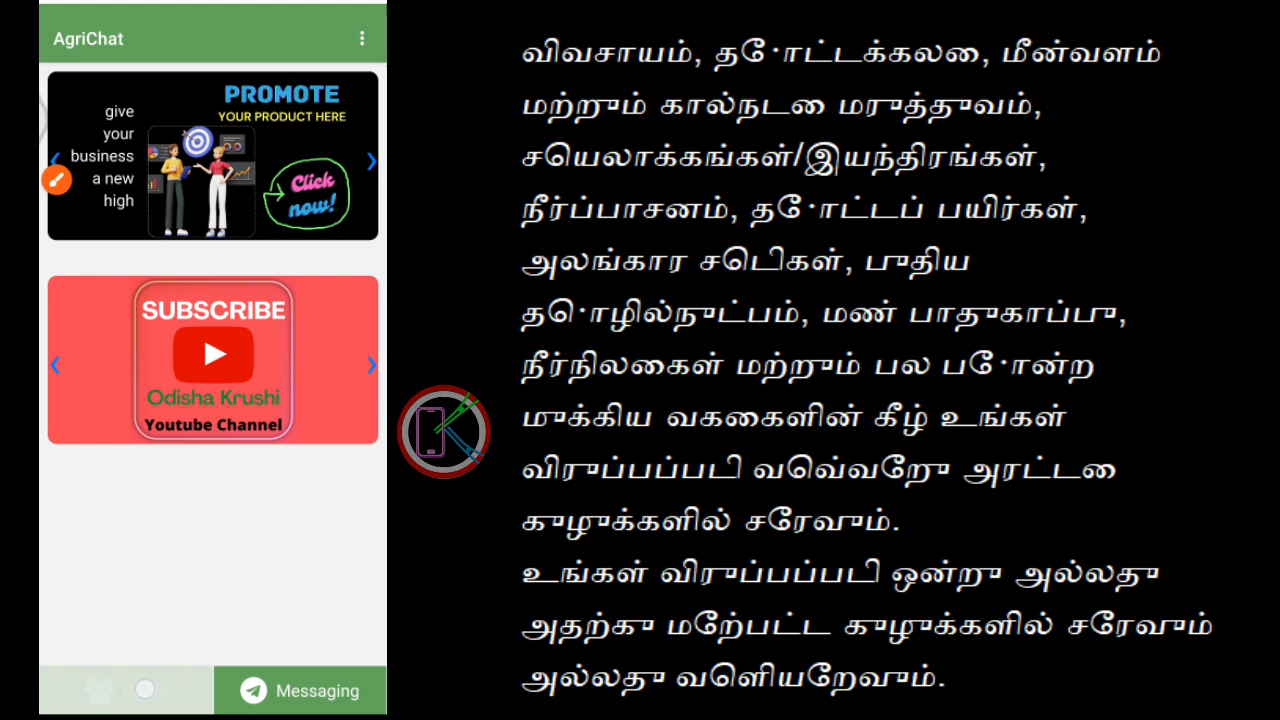 AgriChat
give
your
business
a new
high
PROMOTE
YOUR PRODUCT HERE
Click
now!
SUBSCRIBE
Odisha Krushi
Youtube Channel
Messaging
விவசாயம், தோட்டக்கலை, மீன்வளம்
மற்றும் கால்நடை மருத்துவம்,
செயலாக்கங்கள்/இயந்திரங்கள்,
நீர்ப்பாசனம், தோட்டப் பயிர்கள்,
அலங்கார செடிகள், புதிய
தொழில்நுட்பம், மண் பாதுகாப்பு,
நீர்நிலைகள் மற்றும் பல போன்ற
முக்கிய வகைகளின் கீழ் உங்கள்
விருப்பப்படி வெவ்வேறு அரட்டை
குழுக்களில் சேரவும்.
உங்கள் விருப்பப்படி ஒன்று அல்லது
அதற்கு மேற்பட்ட குழுக்களில் சேரவும்
அல்லது வெளியேறவும்.